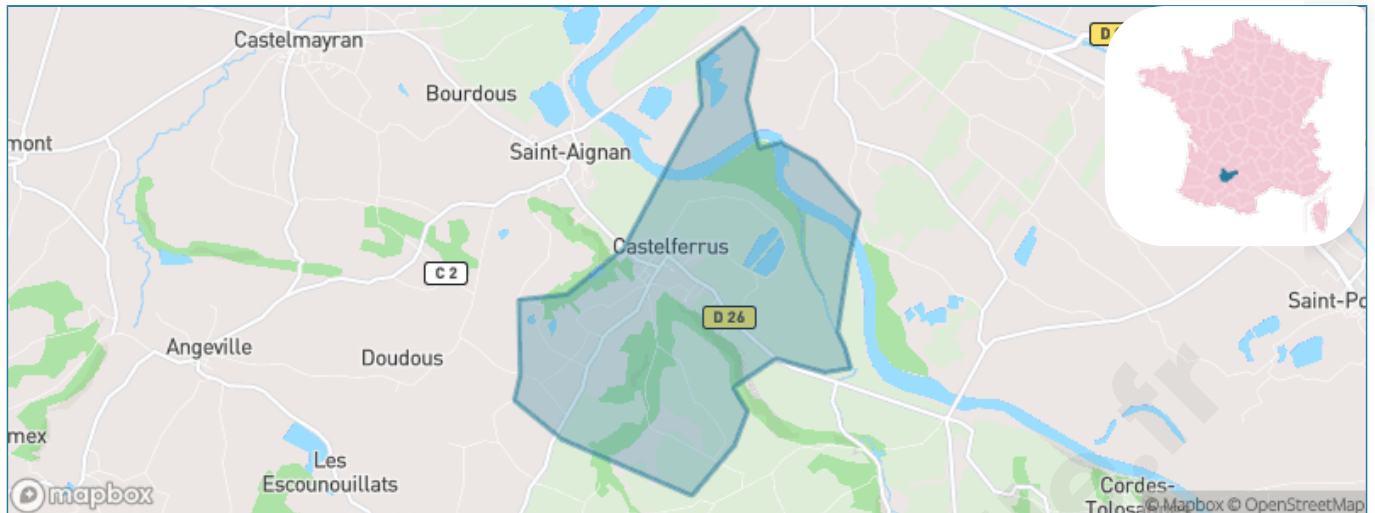 Castelmayran
D
Bourdous
mont
Saint-Aignan
Castelferrus
C 2
Saint-Po
D 26
Angeville
Doudous
mex
Les
Escounouillats
Cordes-
mapbox
© Mapbox © OpenStreetMap